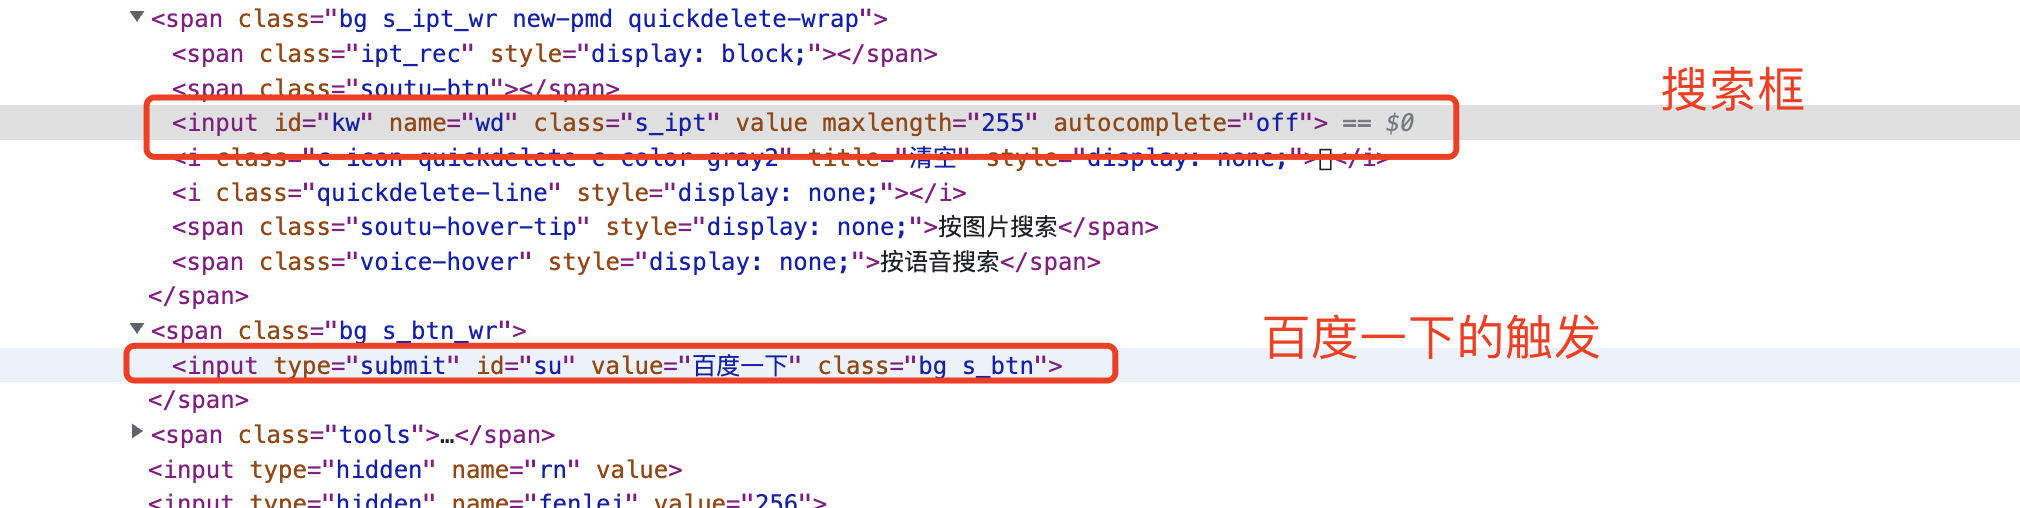 <span class="bg s_ipt_wr new-pmd quickdelete-wrap">
<span class="ipt_rec" style="display: block;"></span>
<span class="soutu-btn"></span>
搜索框
<input id="kw" name="wd" class="s_ipt" value maxlength="255" autocomplete="off"> == $0
<i class="c-icon quickdelete c-color-gray2" title="清空" style="display: none;"></i>
<i class="quickdelete-line" style="display: none;"></i>
<span class="soutu-hover-tip" style="display: none;">按图片搜索</span>
<span class="voice-hover" style="display: none;">按语音搜索</span>
</span>
<span class="bg s_btn_wr">
百度一下的触发
<input type="submit" id="su" value="百度一下" class="bg s_btn">
</span>
<span class="tools">…</span>
<input type="hidden" name="rn" value>
<input type="hidden" name="fenlei" value="256">